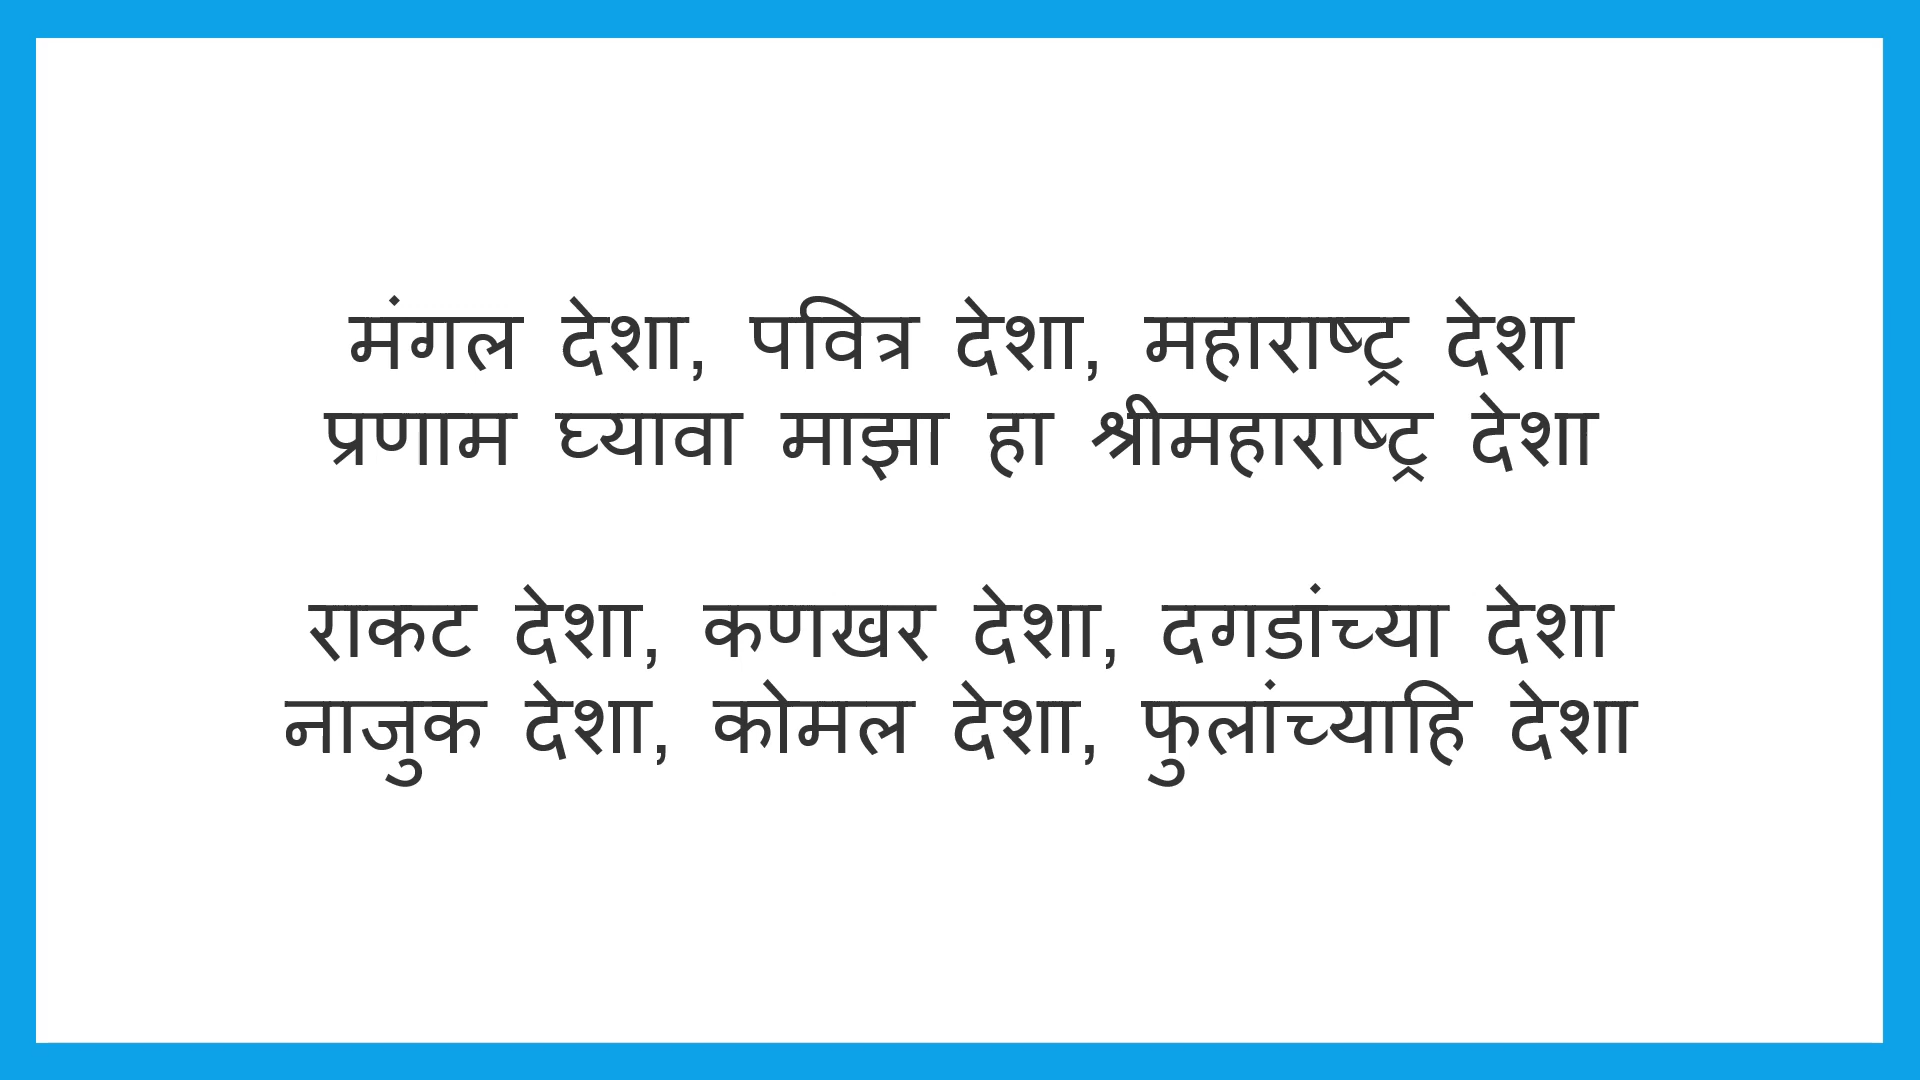 मंगल देशा, पवित्र देशा, महाराष्ट्र देशा
प्रणाम घ्यावा माझा हा श्रीमहाराष्ट्र देशा
राकट देशा, कणखर देशा, दगडांच्या देशा
नाजुक देशा, कोमल देशा, फुलांच्याहि देशा